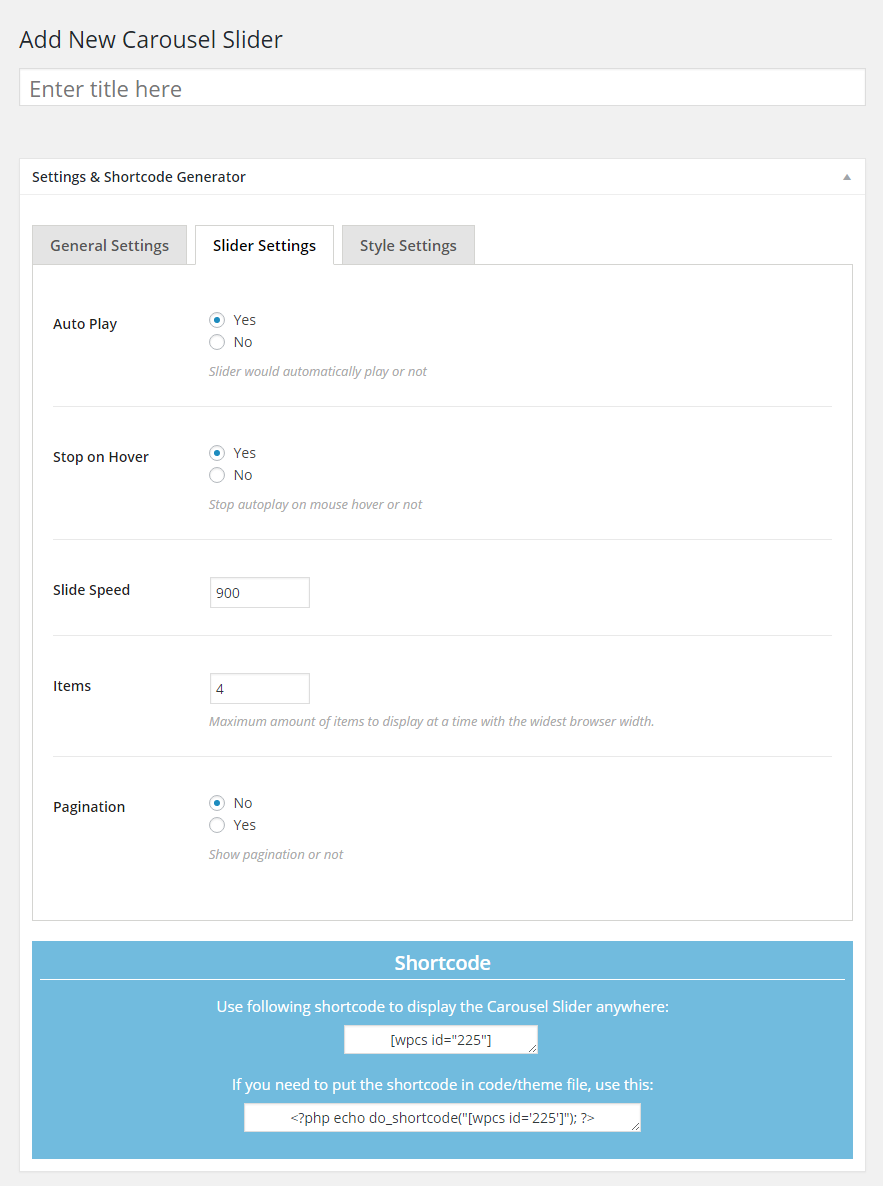 Add New Carousel Slider
Enter title here
Settings & Shortcode Generator
General Settings
Slider Settings
Style Settings
Auto Play
Yes
No
Slider would automatically play or not
Stop on Hover
Yes
No
Stop autoplay on mouse hover or not
Slide Speed
900
Items
4
Maximum amount of items to display at a time with the widest browser width.
Pagination
No
Yes
Show pagination or not
Shortcode
Use following shortcode to display the Carousel Slider anywhere:
[wpcs id="225"]
If you need to put the shortcode in code/theme file, use this:
<?php echo do_shortcode("[wpcs id='225']"); ?>